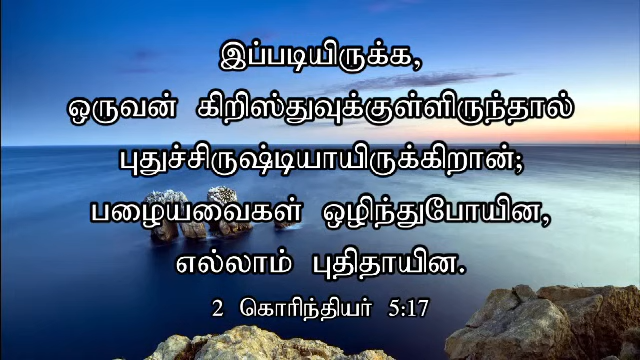 இப்படியிருக்க,
ஒருவன் கிறிஸ்துவுக்குள்ளிருந்தால்
புதுச்சிருஷ்டியாயிருக்கிறான்;
பழையவைகள் ஒழிந்துபோயின,
எல்லாம் புதிதாயின.
2 கொரிந்தியர் 5:17